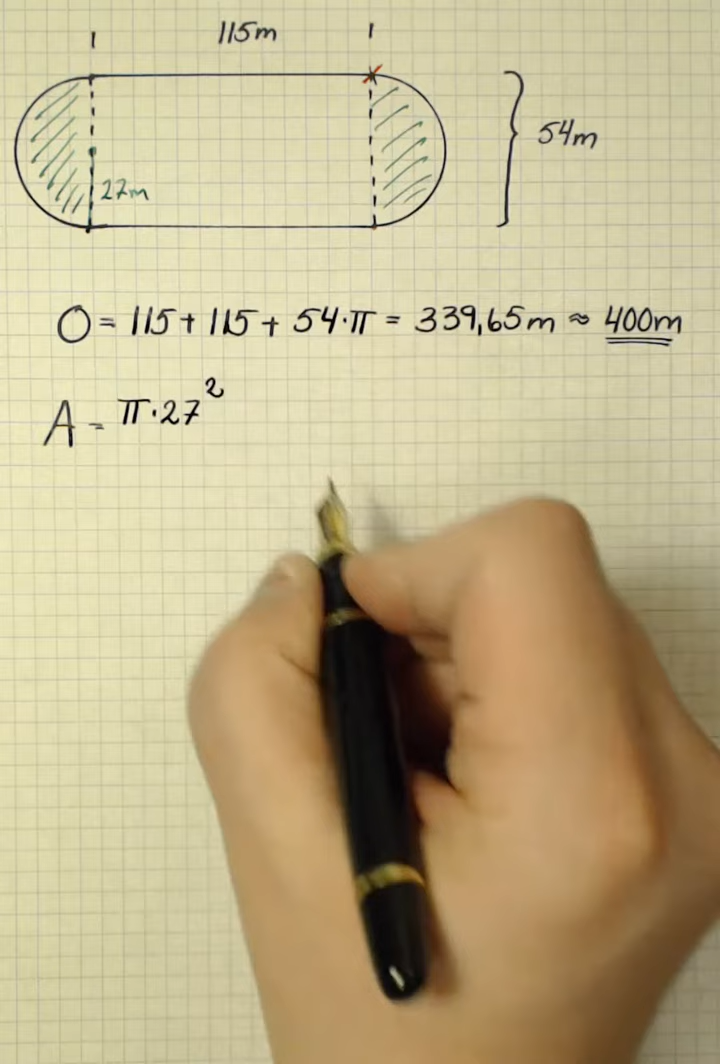 115m
54m
27m
O = 115 + 115 + 54·π = 339,65m ≈ 400m
A = π·27²